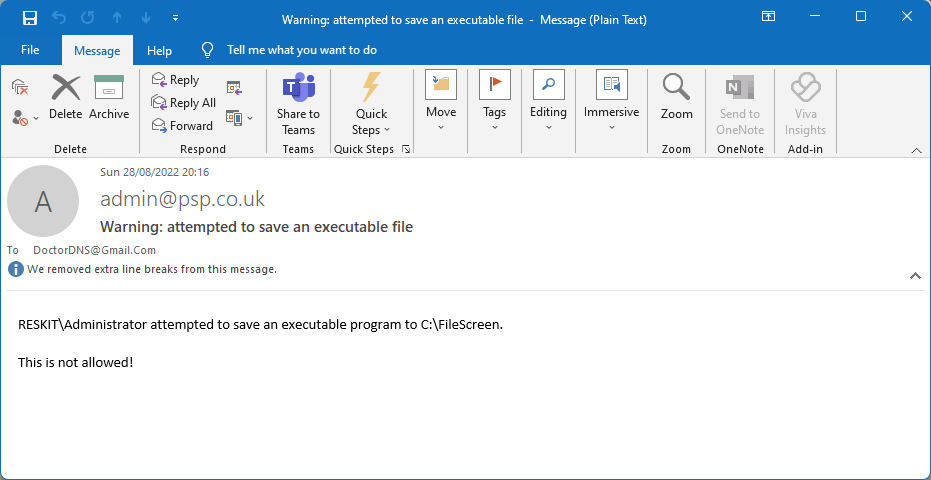 Warning: attempted to save an executable file - Message (Plain Text)
File
Message
Help
Tell me what you want to do
Delete
Archive
Delete
Reply
Reply All
Forward
Respond
Share to
Teams
Teams
Quick
Steps
Quick Steps
Move
Tags
Editing
Immersive
Zoom
Zoom
Send to
OneNote
OneNote
Viva
Insights
Add-in
A
Sun 28/08/2022 20:16
admin@psp.co.uk
Warning: attempted to save an executable file
To DoctorDNS@Gmail.Com
We removed extra line breaks from this message.
RESKIT\Administrator attempted to save an executable program to C:\FileScreen.
This is not allowed!